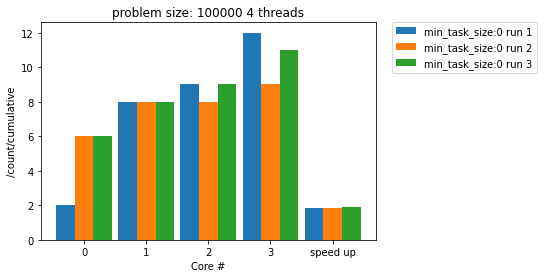 problem size: 100000 4 threads
min_task_size:0 run 1
min_task_size:0 run 2
min_task_size:0 run 3
/count/cumulative
12
10
8
6
4
2
0
0 1 2 3 speed up
Core #